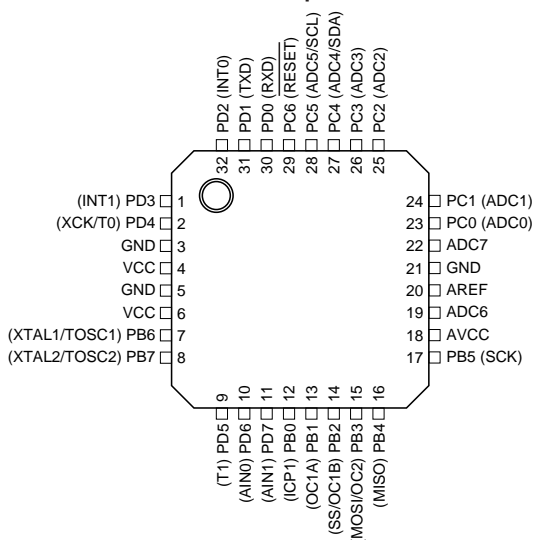 PD2 (INT0)
PD1 (TXD)
PD0 (RXD)
PC6 (RESET)
PC5 (ADC5/SCL)
PC4 (ADC4/SDA)
PC3 (ADC3)
PC2 (ADC2)
32
31
30
29
28
27
26
25
(INT1) PD3 1
(XCK/T0) PD4 2
GND 3
VCC 4
GND 5
VCC 6
(XTAL1/TOSC1) PB6 7
(XTAL2/TOSC2) PB7 8
24 PC1 (ADC1)
23 PC0 (ADC0)
22 ADC7
21 GND
20 AREF
19 ADC6
18 AVCC
17 PB5 (SCK)
9
10
11
12
13
14
15
16
(T1) PD5
(AIN0) PD6
(AIN1) PD7
(ICP1) PB0
(OC1A) PB1
(SS/OC1B) PB2
(MOSI/OC2) PB3
(MISO) PB4